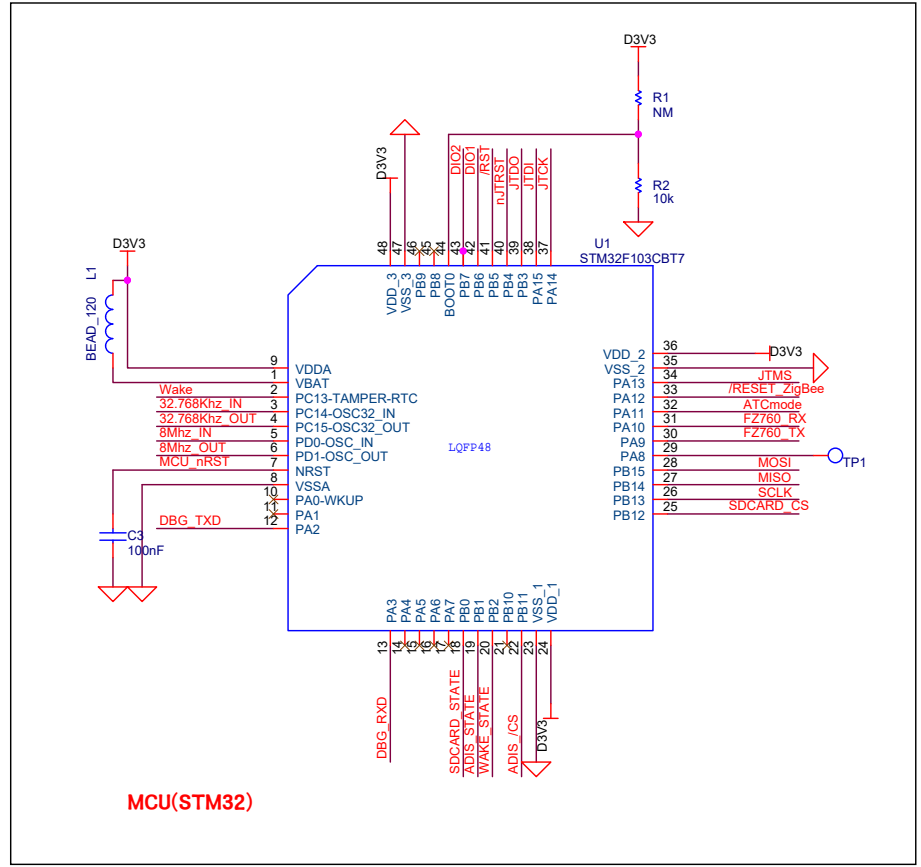 D3V3
R1
NM
R2
10k
D3V3
DIO2
DIO1
/RST
nJTRST
JTDO
JTDI
JTCK
48
47
46
45
44
43
42
41
40
39
38
37
U1
STM32F103CBT7
VDD_3
VSS_3
PB9
PB8
BOOT0
PB7
PB6
PB5
PB4
PB3
PA15
PA14
D3V3
L1
BEAD_120
9 VDDA
1 VBAT
Wake 2 PC13-TAMPER-RTC
32.768Khz_IN 3 PC14-OSC32_IN
32.768Khz_OUT 4 PC15-OSC32_OUT
8Mhz_IN 5 PD0-OSC_IN
8Mhz_OUT 6 PD1-OSC_OUT
MCU_nRST 7 NRST
8 VSSA
10 PA0-WKUP
11 PA1
DBG_TXD 12 PA2
C3
100nF
LQFP48
VDD_2 36 D3V3
VSS_2 35
PA13 34 JTMS
PA12 33 /RESET_ZigBee
PA11 32 ATCmode
PA10 31 FZ760_RX
PA9 30 FZ760_TX
PA8 29 TP1
PB15 28 MOSI
PB14 27 MISO
PB13 26 SCLK
PB12 25 SDCARD_CS
PA3
PA4
PA5
PA6
PA7
PB0
PB1
PB2
PB10
PB11
VSS_1
VDD_1
13
14
15
16
17
18
19
20
21
22
23
24
DBG_RXD
SDCARD_STATE
ADIS_STATE
WAKE_STATE
ADIS_/CS
D3V3
MCU(STM32)